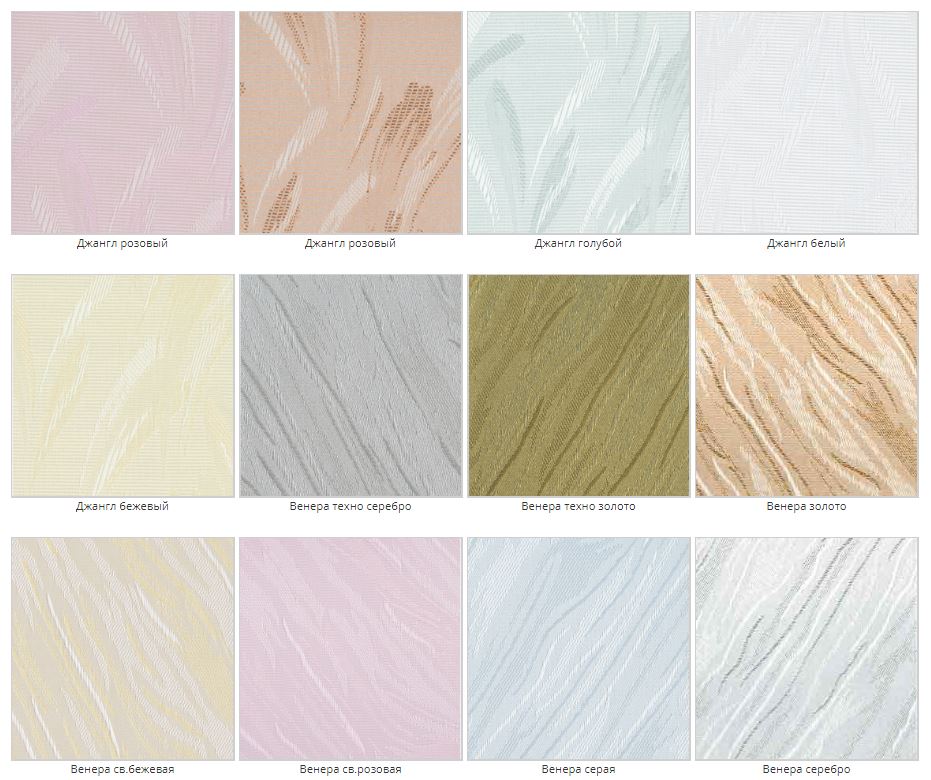 Джангл розовый
Джангл розовый
Джангл голубой
Джангл белый
Джангл бежевый
Венера техно серебро
Венера техно золото
Венера золото
Венера св.бежевая
Венера св.розовая
Венера серая
Венера серебро